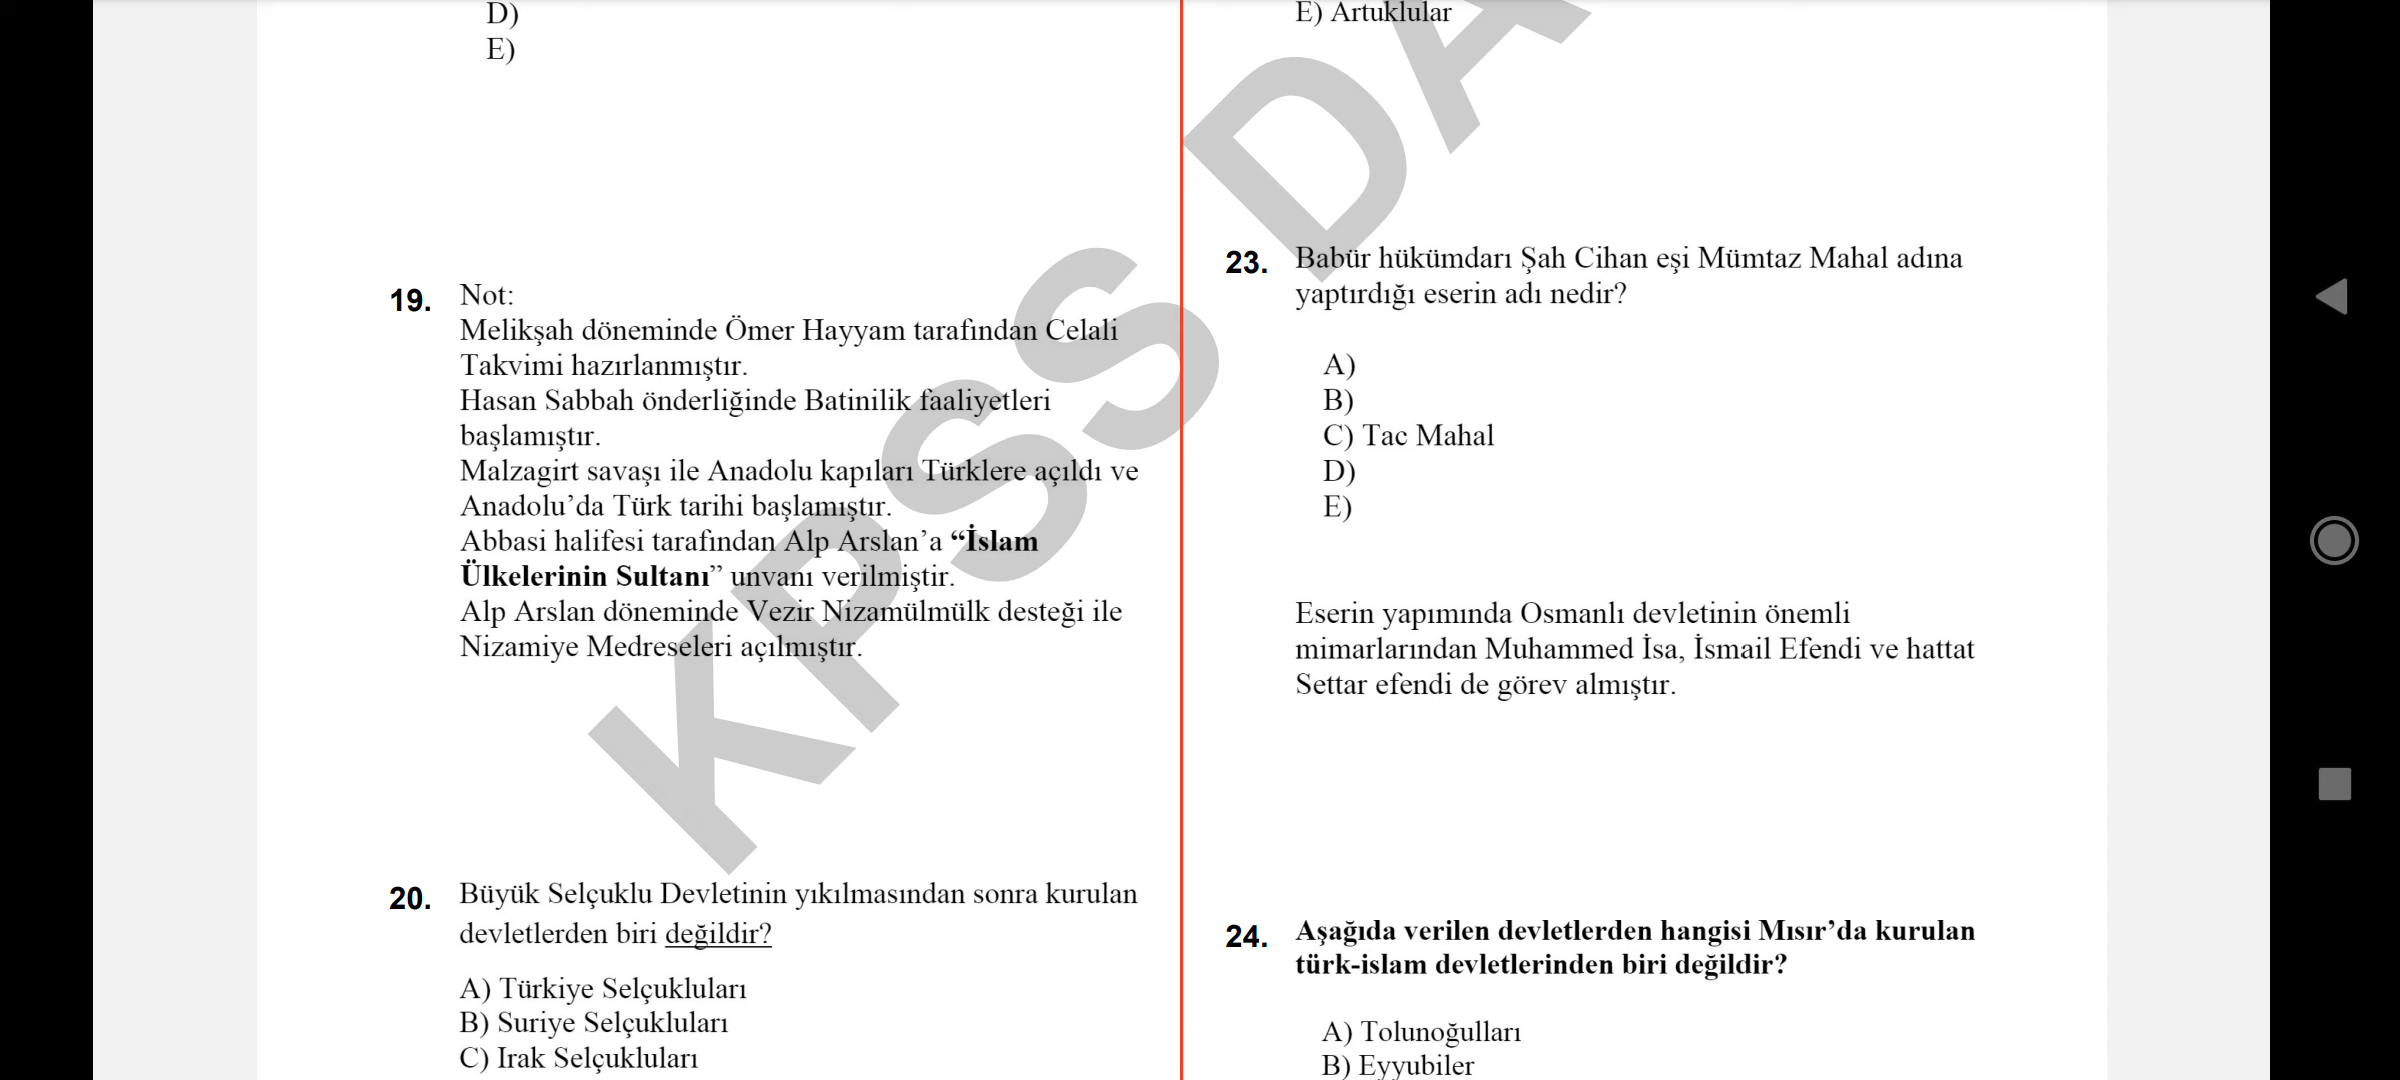 D)
E)
19. Not:
Melikşah döneminde Ömer Hayyam tarafından Celali
Takvimi hazırlanmıştır.
Hasan Sabbah önderliğinde Batinilik faaliyetleri
başlamıştır.
Malzagirt savaşı ile Anadolu kapıları Türklere açıldı ve
Anadolu’da Türk tarihi başlamıştır.
Abbasi halifesi tarafından Alp Arslan’a “İslam
Ülkelerinin Sultanı” unvanı verilmiştir.
Alp Arslan döneminde Vezir Nizamülmülk desteği ile
Nizamiye Medreseleri açılmıştır.
20. Büyük Selçuklu Devletinin yıkılmasından sonra kurulan
devletlerden biri değildir?
A) Türkiye Selçukluları
B) Suriye Selçukluları
C) Irak Selçukluları
E) Artuklular
23. Babür hükümdarı Şah Cihan eşi Mümtaz Mahal adına
yaptırdığı eserin adı nedir?
A)
B)
C) Tac Mahal
D)
E)
Eserin yapımında Osmanlı devletinin önemli
mimarlarından Muhammed İsa, İsmail Efendi ve hattat
Settar efendi de görev almıştır.
24. Aşağıda verilen devletlerden hangisi Mısır’da kurulan
türk-islam devletlerinden biri değildir?
A) Tolunoğulları
B) Eyyubiler
KPSS DA